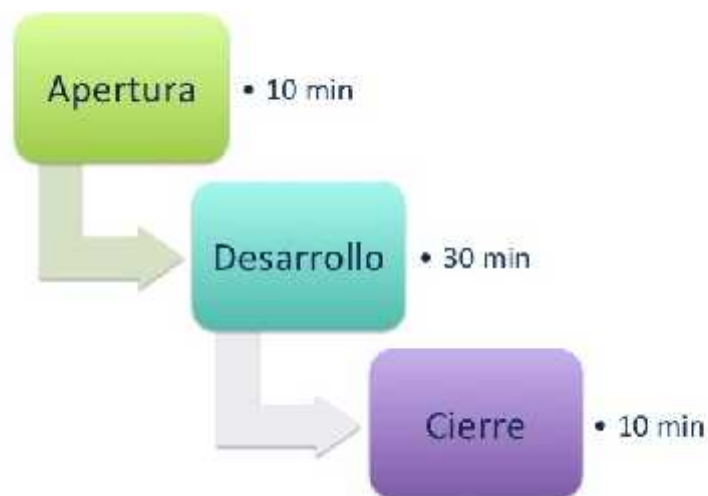 Apertura
• 10 min
Desarrollo
• 30 min
Cierre
• 10 min